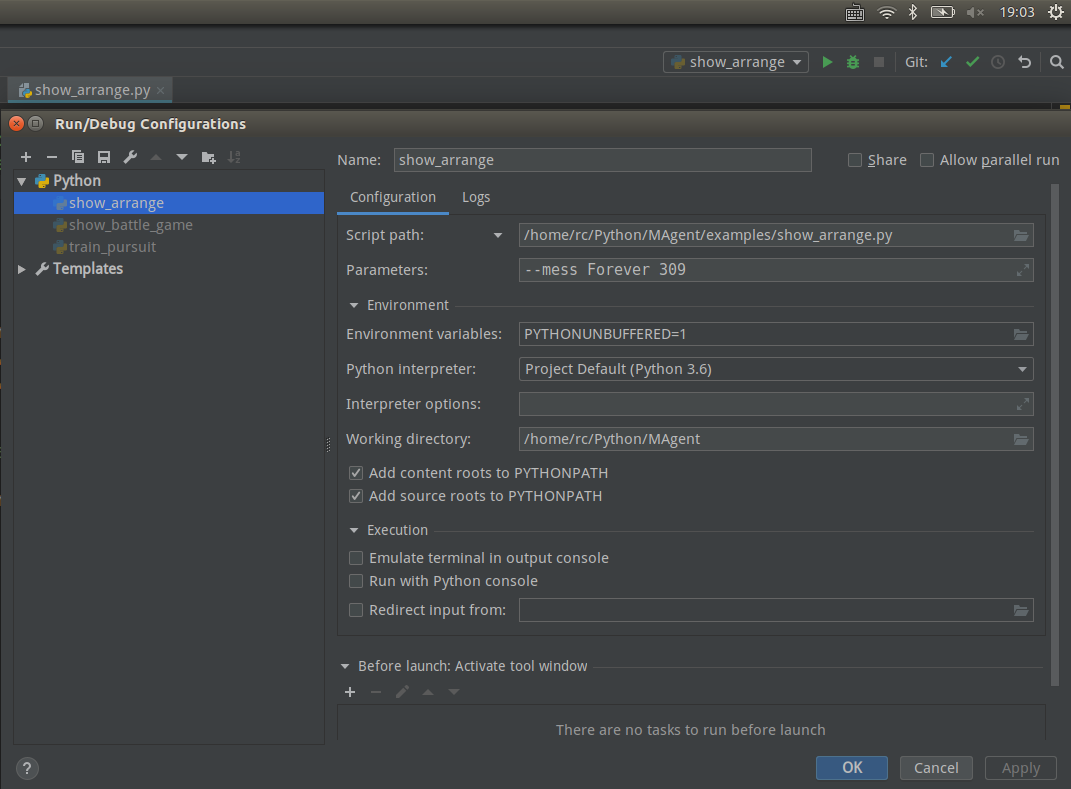 19:03
show_arrange
Git:
show_arrange.py
Run/Debug Configurations
Python
show_arrange
show_battle_game
train_pursuit
Templates
Name: show_arrange
Share Allow parallel run
Configuration Logs
Script path: /home/rc/Python/MAgent/examples/show_arrange.py
Parameters: --mess Forever 309
Environment
Environment variables: PYTHONUNBUFFERED=1
Python interpreter: Project Default (Python 3.6)
Interpreter options:
Working directory: /home/rc/Python/MAgent
Add content roots to PYTHONPATH
Add source roots to PYTHONPATH
Execution
Emulate terminal in output console
Run with Python console
Redirect input from:
Before launch: Activate tool window
There are no tasks to run before launch
? OK Cancel Apply